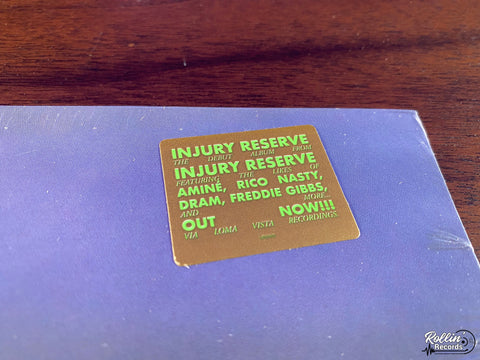 INJURY RESERVE
THE DEBUT ALBUM FROM
INJURY RESERVE
FEATURING THE LIKES OF
AMINÉ, RICO NASTY,
DRAM, FREDDIE GIBBS,
AND MORE...
OUT NOW!!!
VIA LOMA VISTA RECORDINGS.
Rollin'
Records